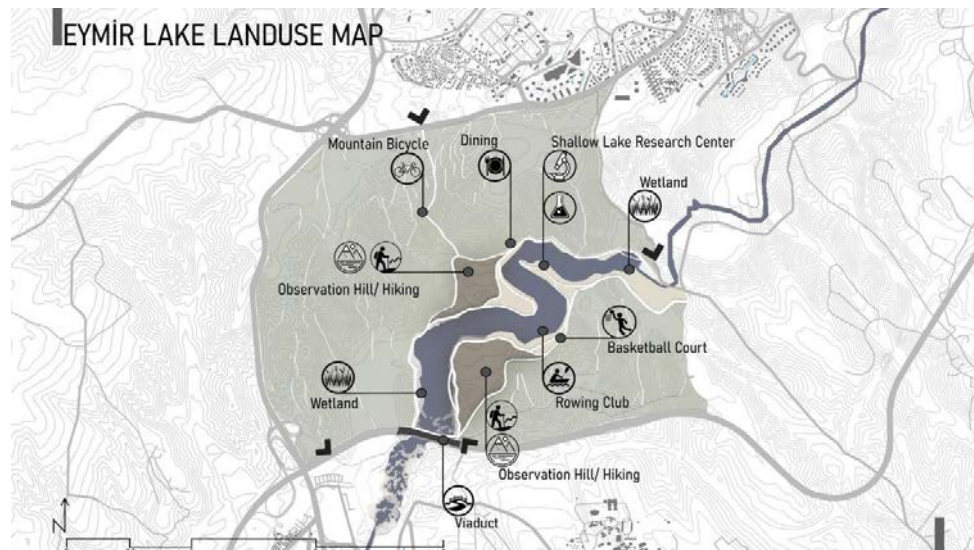 EYMİR LAKE LANDUSE MAP
Mountain Bicycle
Dining
Shallow Lake Research Center
Wetland
Observation Hill/ Hiking
Basketball Court
Wetland
Rowing Club
Observation Hill/ Hiking
Viaduct
N